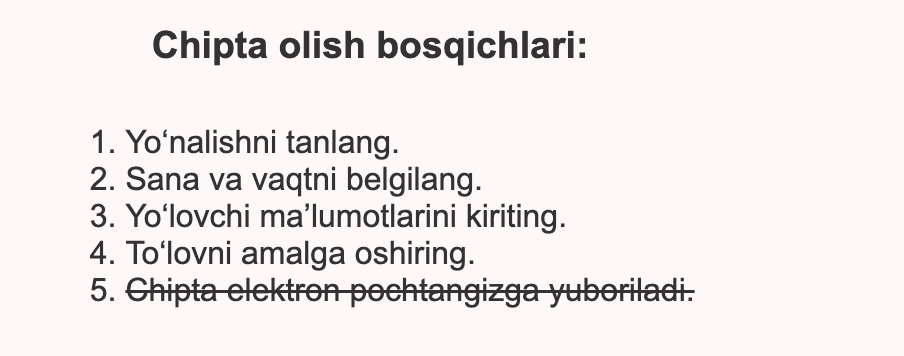 Chipta olish bosqichlari:
1. Yo‘nalishni tanlang.
2. Sana va vaqtni belgilang.
3. Yo‘lovchi ma’lumotlarini kiriting.
4. To‘lovni amalga oshiring.
5. Chipta elektron pochtangizga yuboriladi.